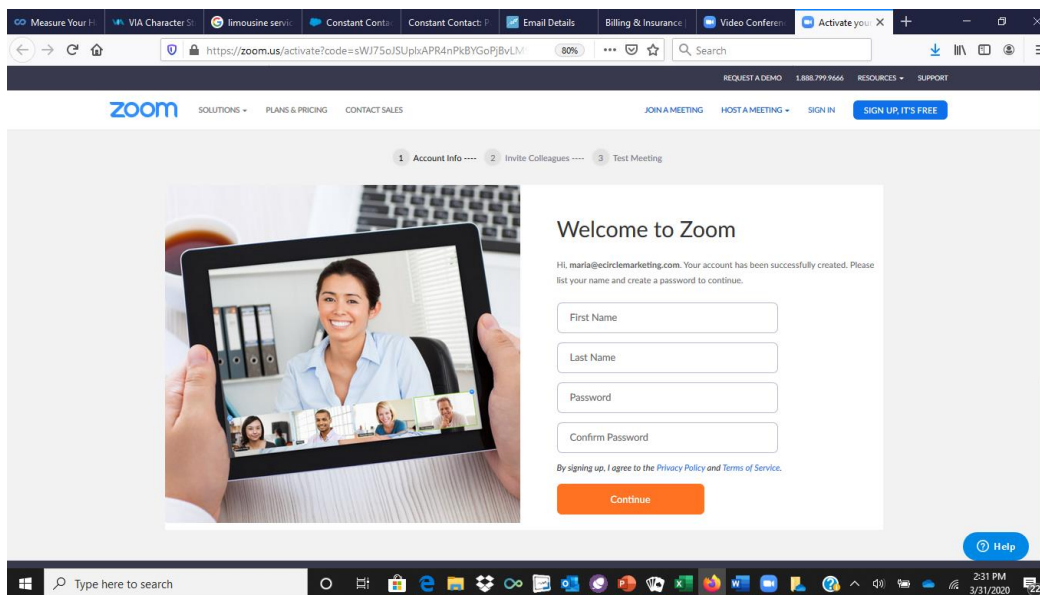 Measure Your H
VIA Character St
limousine servic
Constant Conta
Constant Contact: P
Email Details
Billing & Insurance |
Video Conferen
Activate your
https://zoom.us/activate?code=sWJ75oJSUplxAPR4nPkBYGoPjBvLM
80%
Search
REQUEST A DEMO 1.888.799.9666 RESOURCES SUPPORT
zoom SOLUTIONS PLANS & PRICING CONTACT SALES JOIN A MEETING HOST A MEETING SIGN IN SIGN UP, IT'S FREE
1 Account Info ---- 2 Invite Colleagues ---- 3 Test Meeting
Welcome to Zoom
Hi, maria@ecirclemarketing.com. Your account has been successfully created. Please
list your name and create a password to continue.
First Name
Last Name
Password
Confirm Password
By signing up, I agree to the Privacy Policy and Terms of Service.
Continue
Help
Type here to search
2:31 PM
3/31/2020
22